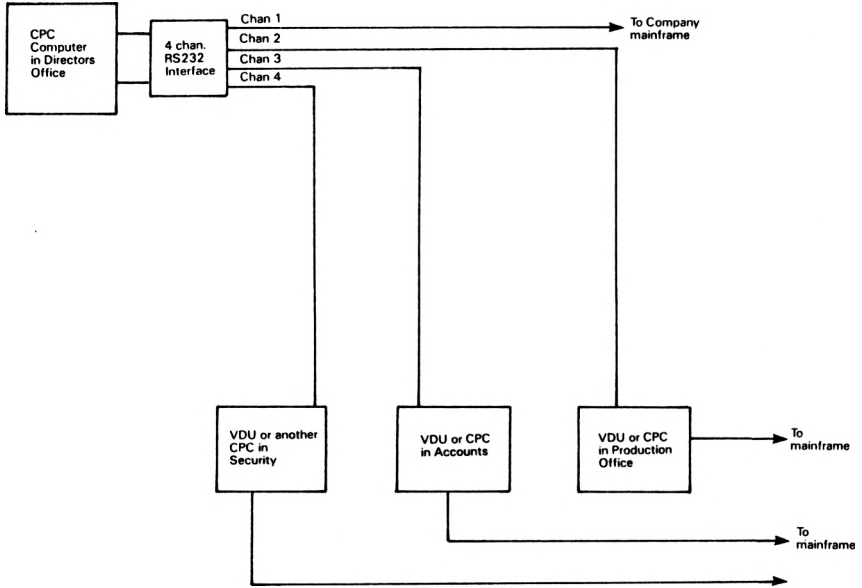 CPC
Computer
in Directors
Office
4 chan.
RS232
Interface
Chan 1
Chan 2
Chan 3
Chan 4
To Company
mainframe
VDU or another
CPC in
Security
VDU or CPC
in Accounts
VDU or CPC
in Production
Office
To
mainframe
To
mainframe